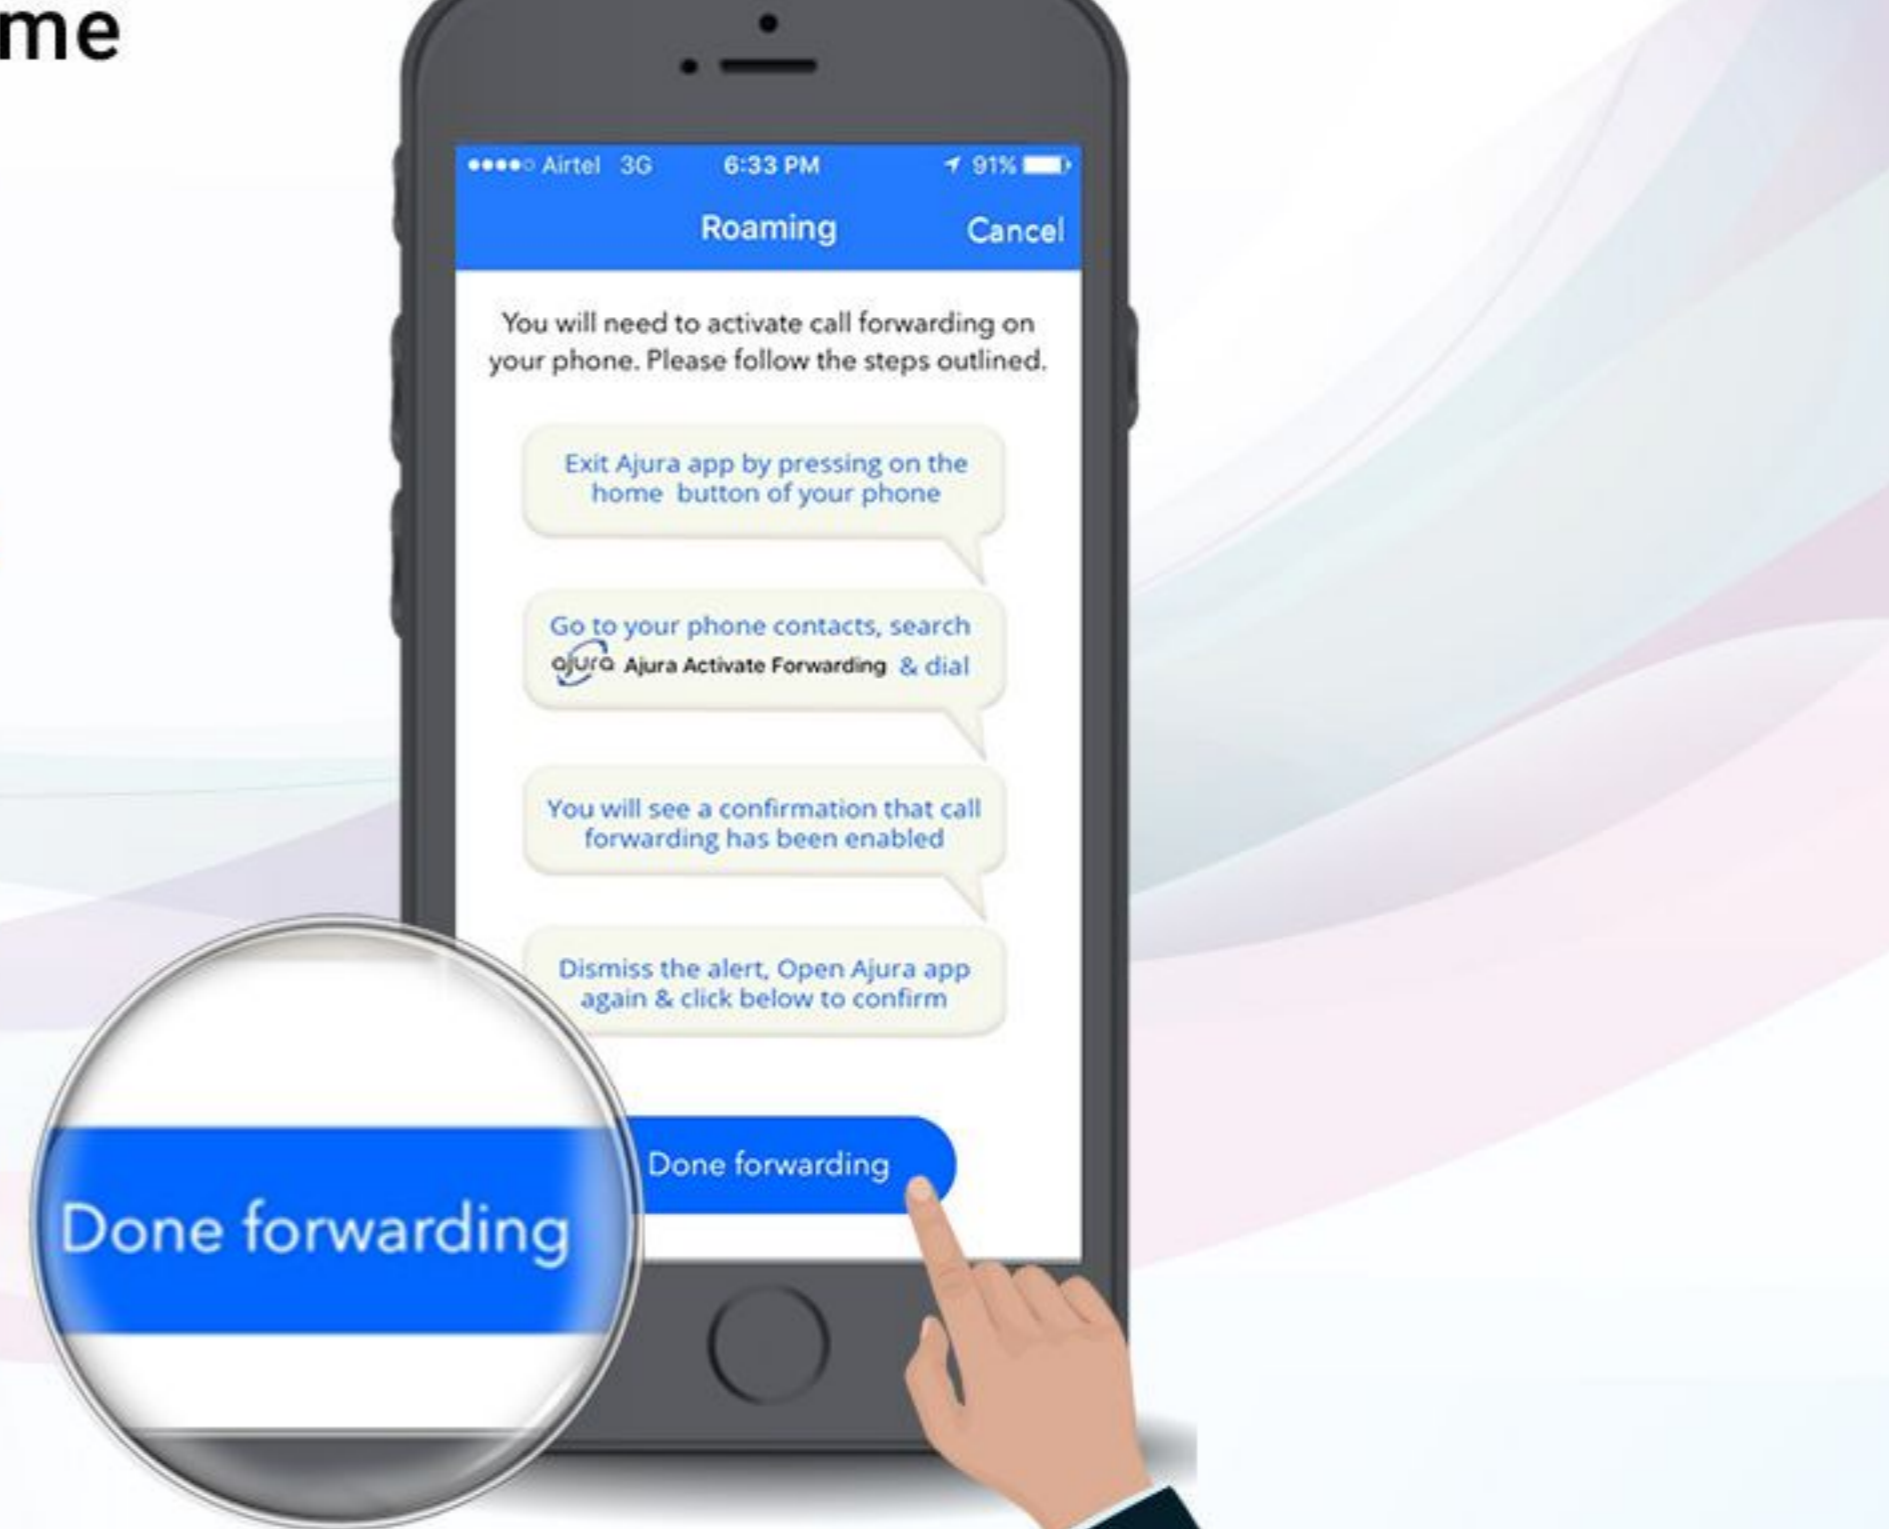 me
Airtel 3G 6:33 PM 91%
Roaming Cancel
You will need to activate call forwarding on
your phone. Please follow the steps outlined.
Exit Ajura app by pressing on the
home button of your phone
Go to your phone contacts, search
ajura Ajura Activate Forwarding & dial
You will see a confirmation that call
forwarding has been enabled
Dismiss the alert, Open Ajura app
again & click below to confirm
Done forwarding
Done forwarding